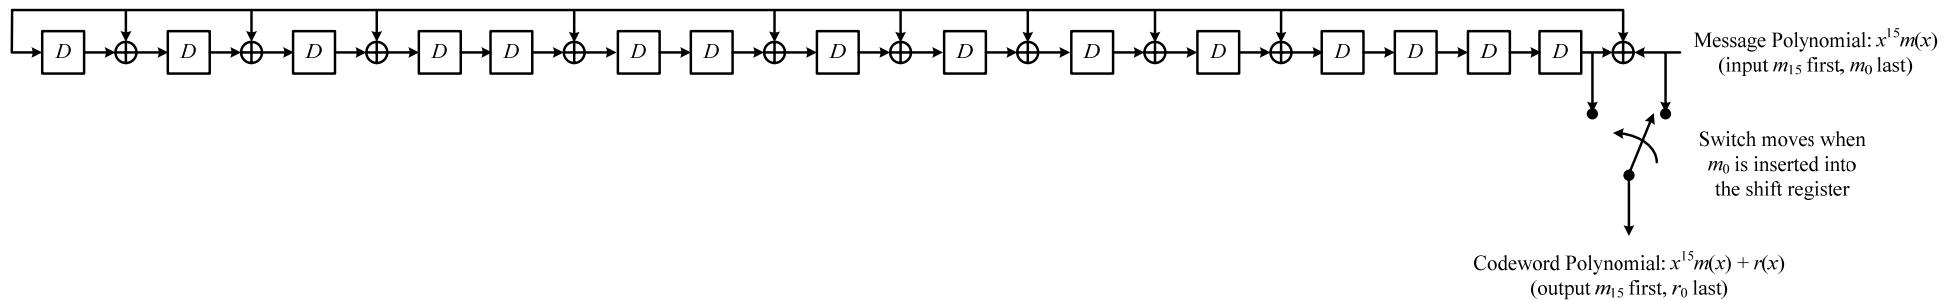 D D D D D D D D D D D D D D D
Message Polynomial: x¹⁵m(x)
(input m₁₅ first, m₀ last)
Switch moves when
m₀ is inserted into
the shift register
Codeword Polynomial: x¹⁵m(x) + r(x)
(output m₁₅ first, r₀ last)